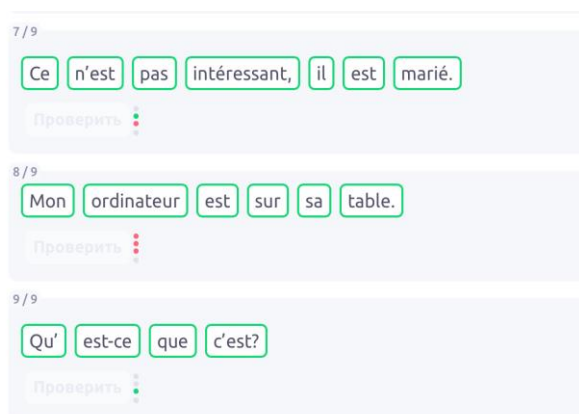 7 / 9
Ce n’est pas intéressant, il est marié.
Проверить
8 / 9
Mon ordinateur est sur sa table.
Проверить
9 / 9
Qu’ est-ce que c’est?
Проверить